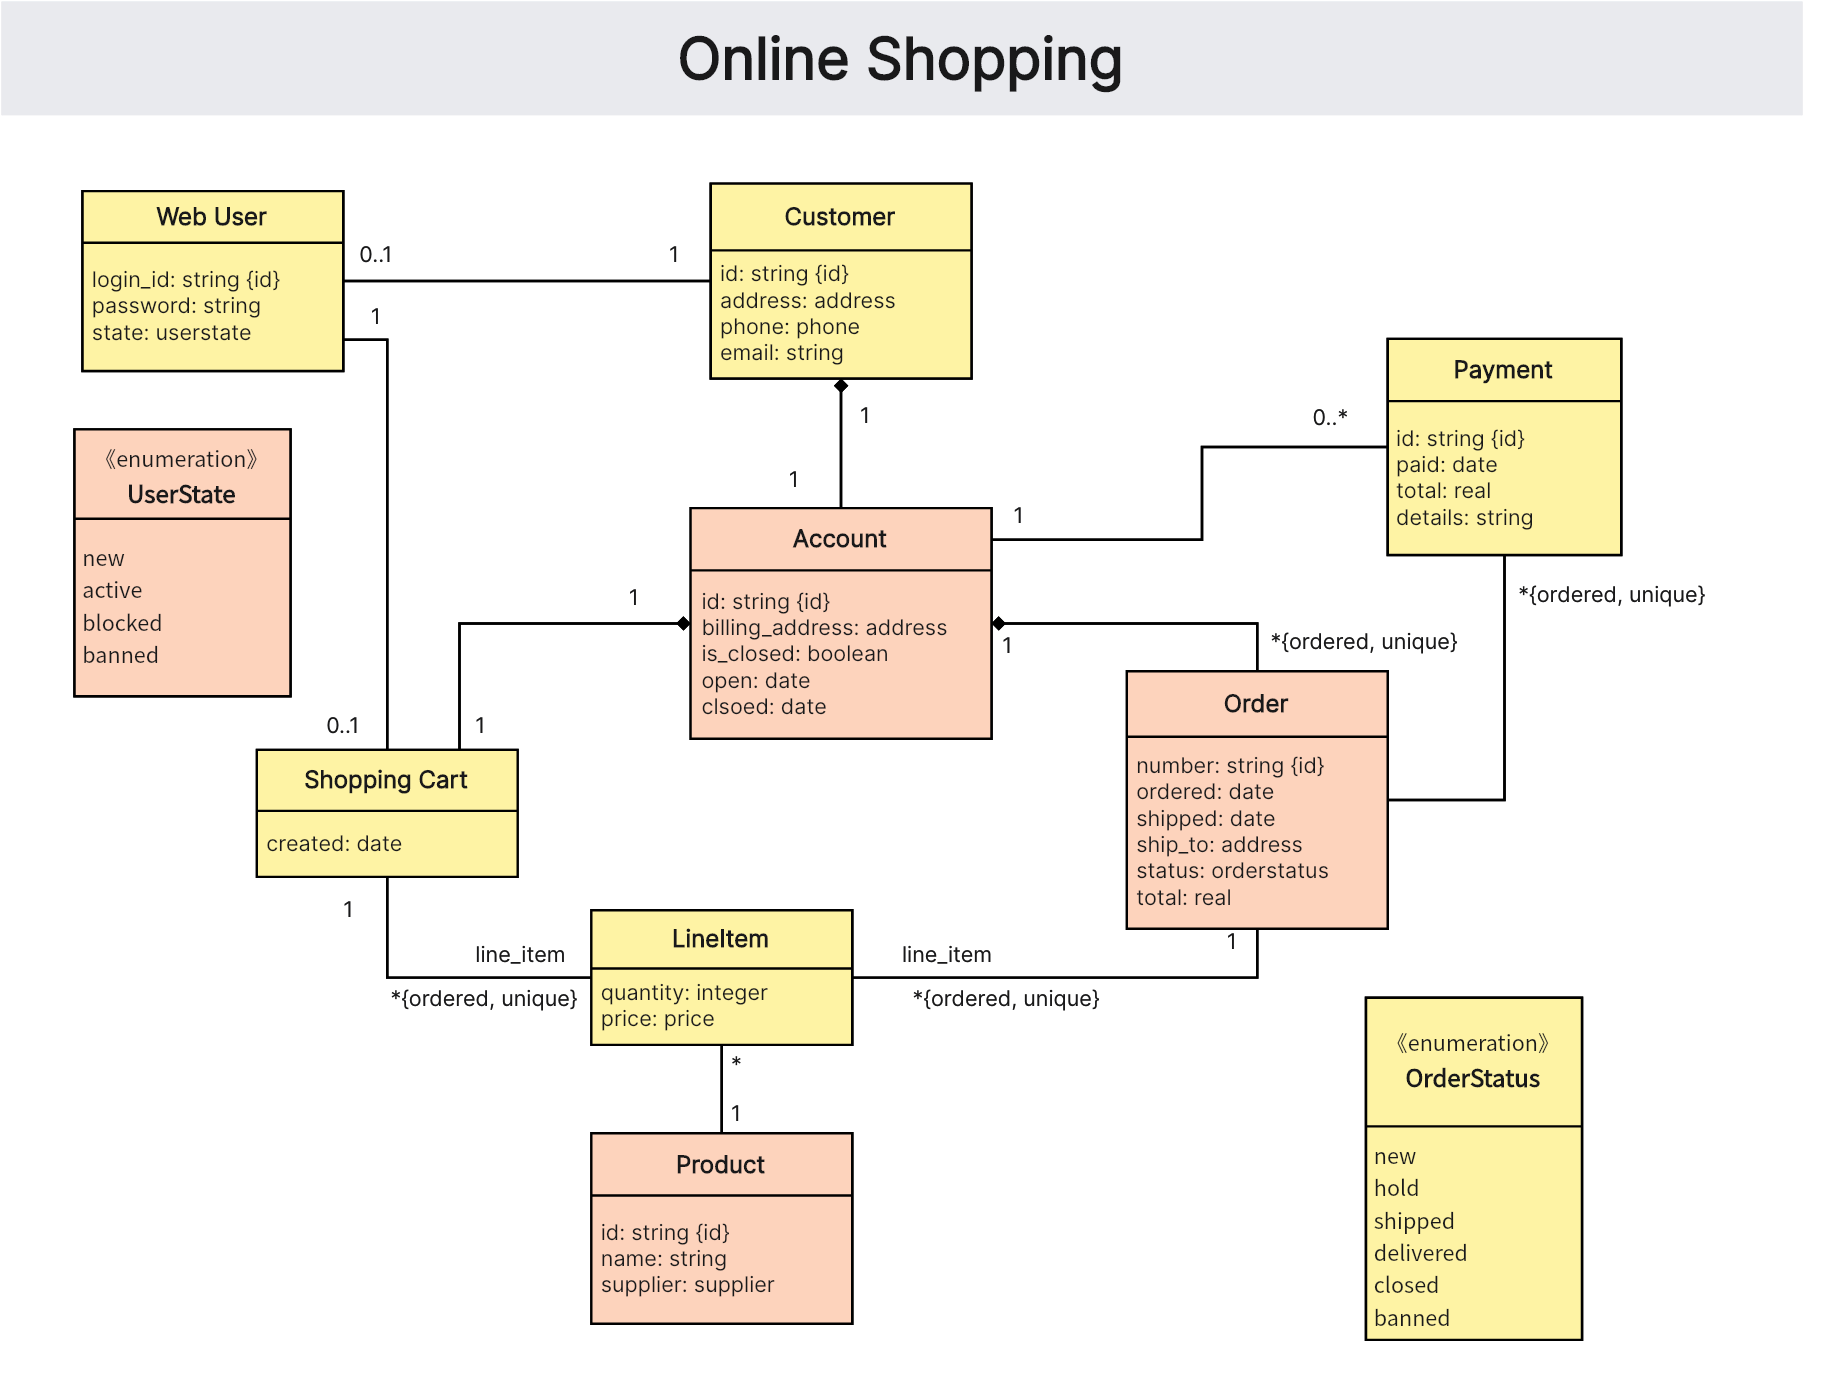 Online Shopping
Web User
login_id: string {id}
password: string
state: userstate
0..1
1
1
Customer
id: string {id}
address: address
phone: phone
email: string
1
1
Payment
id: string {id}
paid: date
total: real
details: string
0..*
1
*{ordered, unique}
《enumeration》
UserState
new
active
blocked
banned
Account
id: string {id}
billing_address: address
is_closed: boolean
open: date
clsoed: date
1
1
*{ordered, unique}
0..1
1
Order
number: string {id}
ordered: date
shipped: date
ship_to: address
status: orderstatus
total: real
Shopping Cart
created: date
1
line_item
*{ordered, unique}
LineItem
quantity: integer
price: price
line_item
*{ordered, unique}
1
*
1
Product
id: string {id}
name: string
supplier: supplier
《enumeration》
OrderStatus
new
hold
shipped
delivered
closed
banned